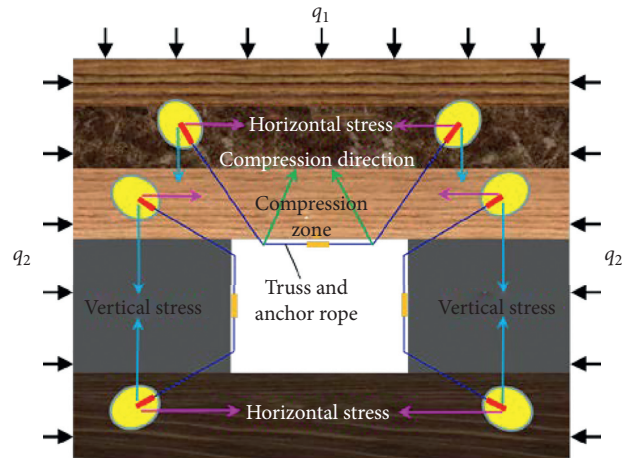 q1
Horizontal stress
Compression direction
Compression
zone
q2
q2
Truss and
anchor rope
Vertical stress
Vertical stress
Horizontal stress